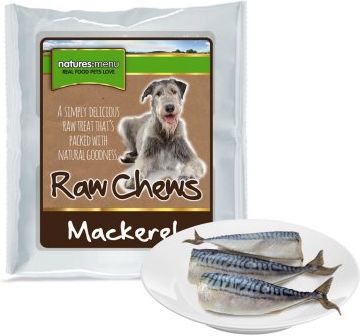 natures:menu
REAL FOOD PETS LOVE
A SIMPLY DELICIOUS
RAW TREAT THAT'S
PACKED WITH
NATURAL GOODNESS.
Raw Chews
Mackerel